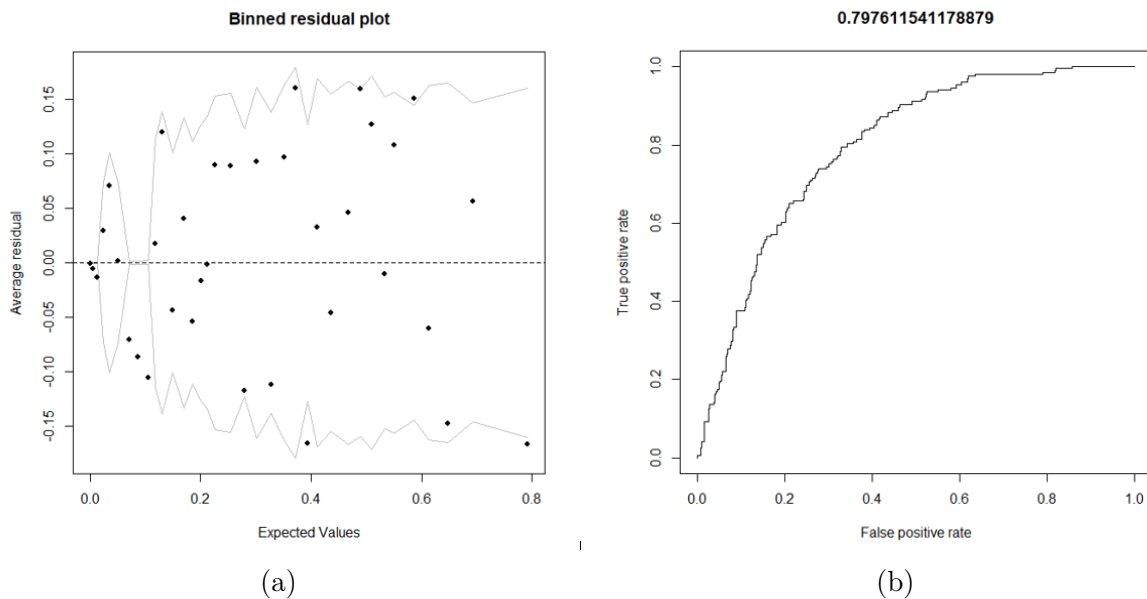 Binned residual plot
Average residual
0.15
0.10
0.05
0.00
-0.05
-0.10
-0.15
0.0 0.2 0.4 0.6 0.8
Expected Values
(a)
0.797611541178879
True positive rate
1.0
0.8
0.6
0.4
0.2
0.0
0.0 0.2 0.4 0.6 0.8 1.0
False positive rate
(b)